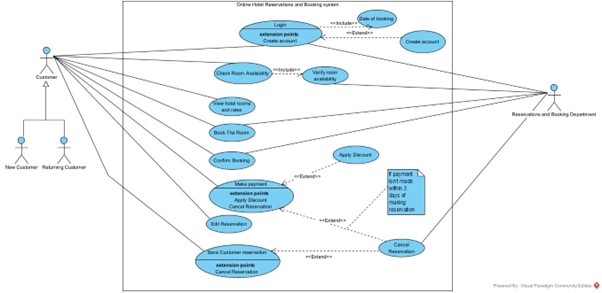 Online Hotel Reservations and Booking system
Login
extension points
Create account
<<Include>>
Date of booking
<<Extend>>
Create account
Customer
Check Room Availability
<<Include>>
Verify room
availability
View hotel rooms
and rates
Reservations and Booking Department
Book The Room
New Customer
Returning Customer
Confirm Booking
Apply Discount
<<Extend>>
If payment
isn't made
within 3
days of
making
reservation
Make payment
extension points
Apply Discount
Cancel Reservation
<<Extend>>
Edit Reservation
Save Customer reservation
extension points
Cancel Reservation
<<Extend>>
Cancel
Reservation
Powered By: Visual Paradigm Community Edition